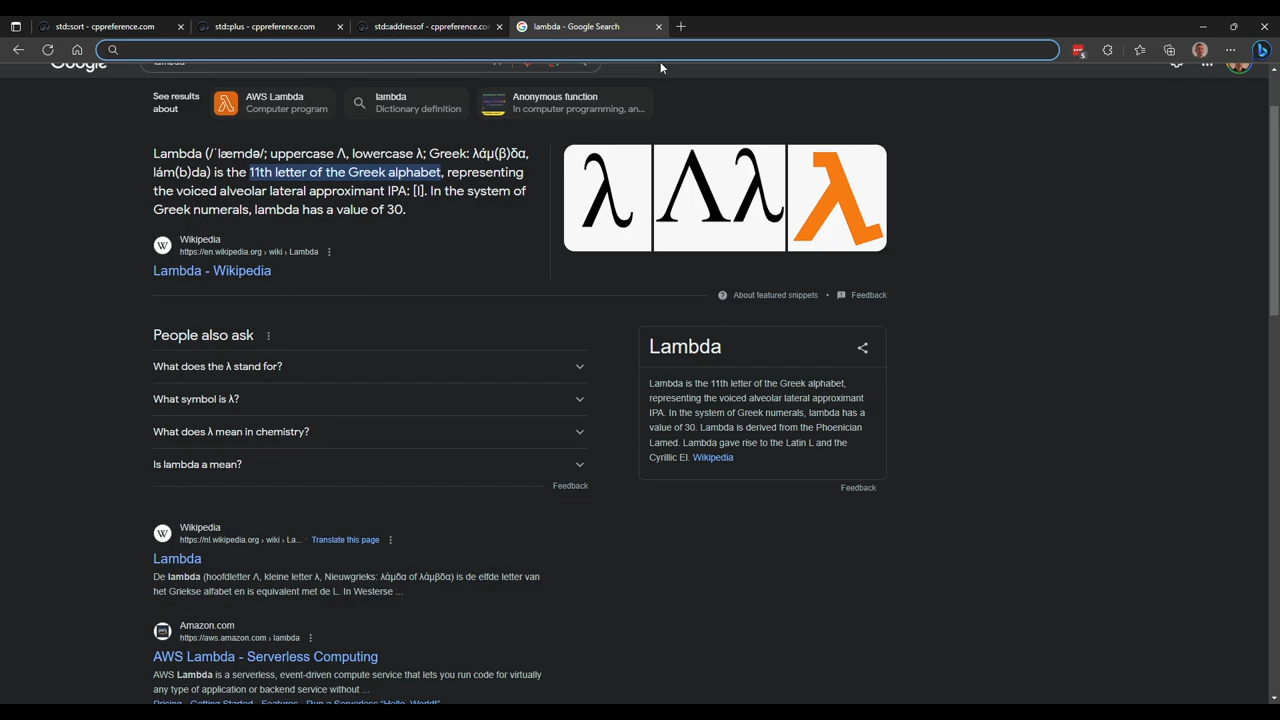 std::sort - cppreference.com
std::plus - cppreference.com
std::addressof - cppreference.co
lambda - Google Search
5
See results about
AWS Lambda
Computer program
lambda
Dictionary definition
Anonymous function
In computer programming, an...
Lambda (/ˈlæmdə/; uppercase Λ, lowercase λ; Greek: λάμ(β)δα,
lám(b)da) is the 11th letter of the Greek alphabet, representing
the voiced alveolar lateral approximant IPA: [l]. In the system of
Greek numerals, lambda has a value of 30.
λ
Λλ
W
Wikipedia
https://en.wikipedia.org › wiki › Lambda
Lambda - Wikipedia
About featured snippets • Feedback
People also ask
What does the λ stand for?
What symbol is λ?
What does λ mean in chemistry?
Is lambda a mean?
Feedback
Lambda
Lambda is the 11th letter of the Greek alphabet,
representing the voiced alveolar lateral approximant
IPA. In the system of Greek numerals, lambda has a
value of 30. Lambda is derived from the Phoenician
Lamed. Lambda gave rise to the Latin L and the
Cyrillic El. Wikipedia
Feedback
W
Wikipedia
https://nl.wikipedia.org › wiki › La... · Translate this page
Lambda
De lambda (hoofdletter Λ, kleine letter λ, Nieuwgrieks: λάμδα of λάμβδα) is de elfde letter van
het Griekse alfabet en is equivalent met de L. In Westerse ...
Amazon.com
https://aws.amazon.com › lambda
AWS Lambda - Serverless Computing
AWS Lambda is a serverless, event-driven compute service that lets you run code for virtually
any type of application or backend service without ...
Pricing · Getting Started · Features · Run a Serverless "Hello, World!"